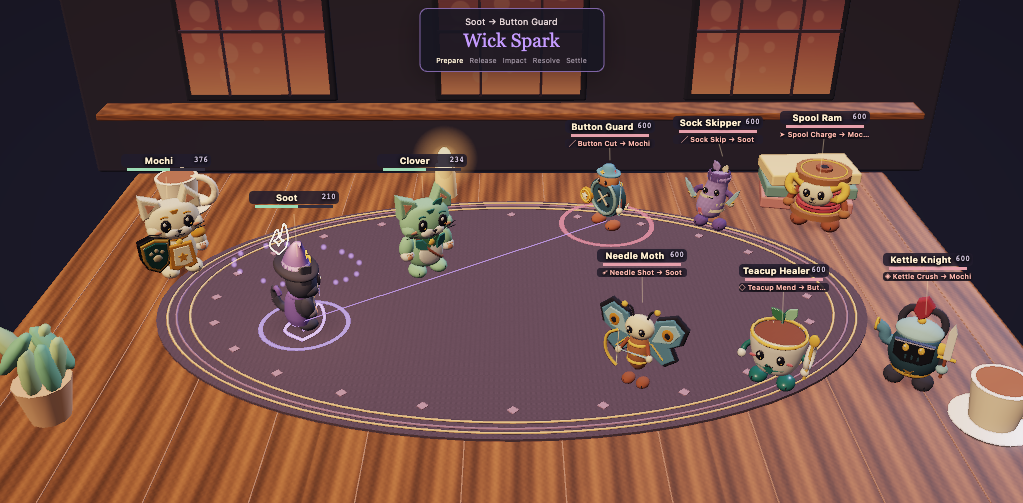 Soot → Button Guard
Wick Spark
Prepare Release Impact Resolve Settle
Mochi 376
Soot 210
Clover 234
Button Guard 600
Button Cut → Mochi
Sock Skipper 600
Sock Skip → Soot
Spool Ram 600
Spool Charge → Moc...
Needle Moth 600
Needle Shot → Soot
Teacup Healer 600
Teacup Mend → But...
Kettle Knight 600
Kettle Crush → Mochi